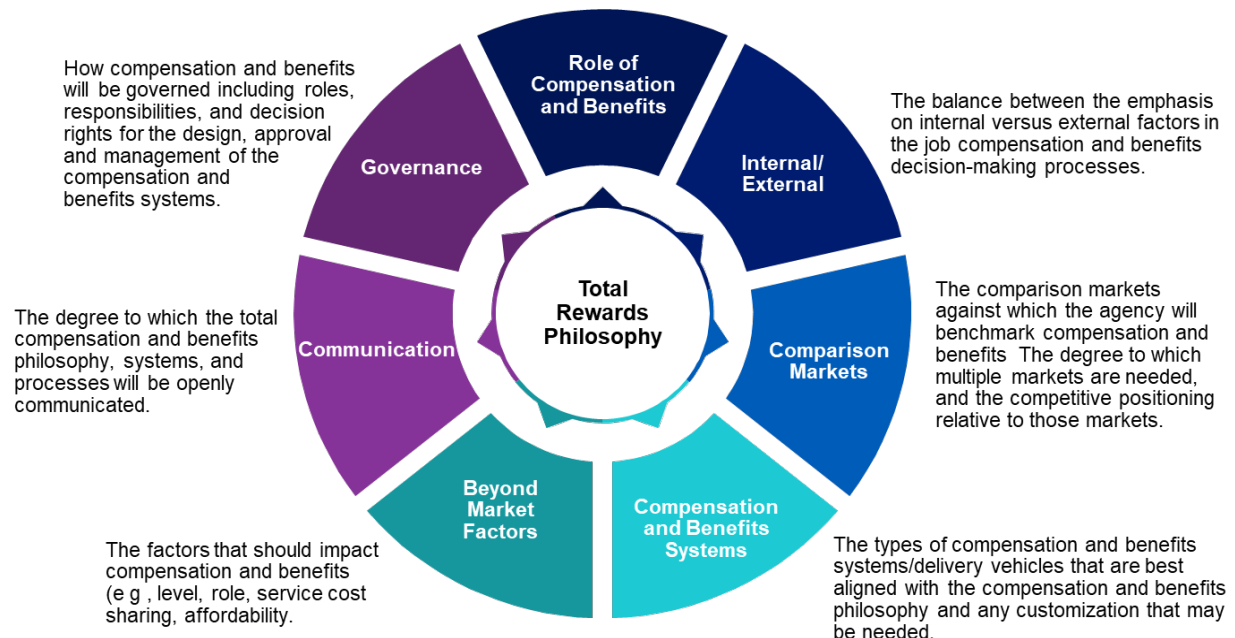 Role of
Compensation
and Benefits
How compensation and benefits
will be governed including roles,
responsibilities, and decision
rights for the design, approval
and management of the
compensation and
benefits systems.
Governance
Internal/
External
The balance between the emphasis
on internal versus external factors in
the job compensation and benefits
decision-making processes.
Total
Rewards
Philosophy
The degree to which the total
compensation and benefits
philosophy, systems, and
processes will be openly
communicated.
Communication
Comparison
Markets
The comparison markets
against which the agency will
benchmark compensation and
benefits The degree to which
multiple markets are needed,
and the competitive positioning
relative to those markets.
Beyond
Market
Factors
The factors that should impact
compensation and benefits
(e g , level, role, service cost
sharing, affordability.
Compensation
and Benefits
Systems
The types of compensation and benefits
systems/delivery vehicles that are best
aligned with the compensation and benefits
philosophy and any customization that may
be needed.